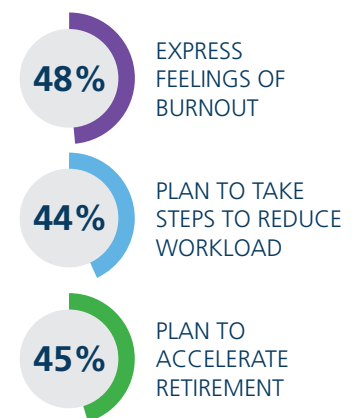 48%
EXPRESS
FEELINGS OF
BURNOUT
44%
PLAN TO TAKE
STEPS TO REDUCE
WORKLOAD
45%
PLAN TO
ACCELERATE
RETIREMENT